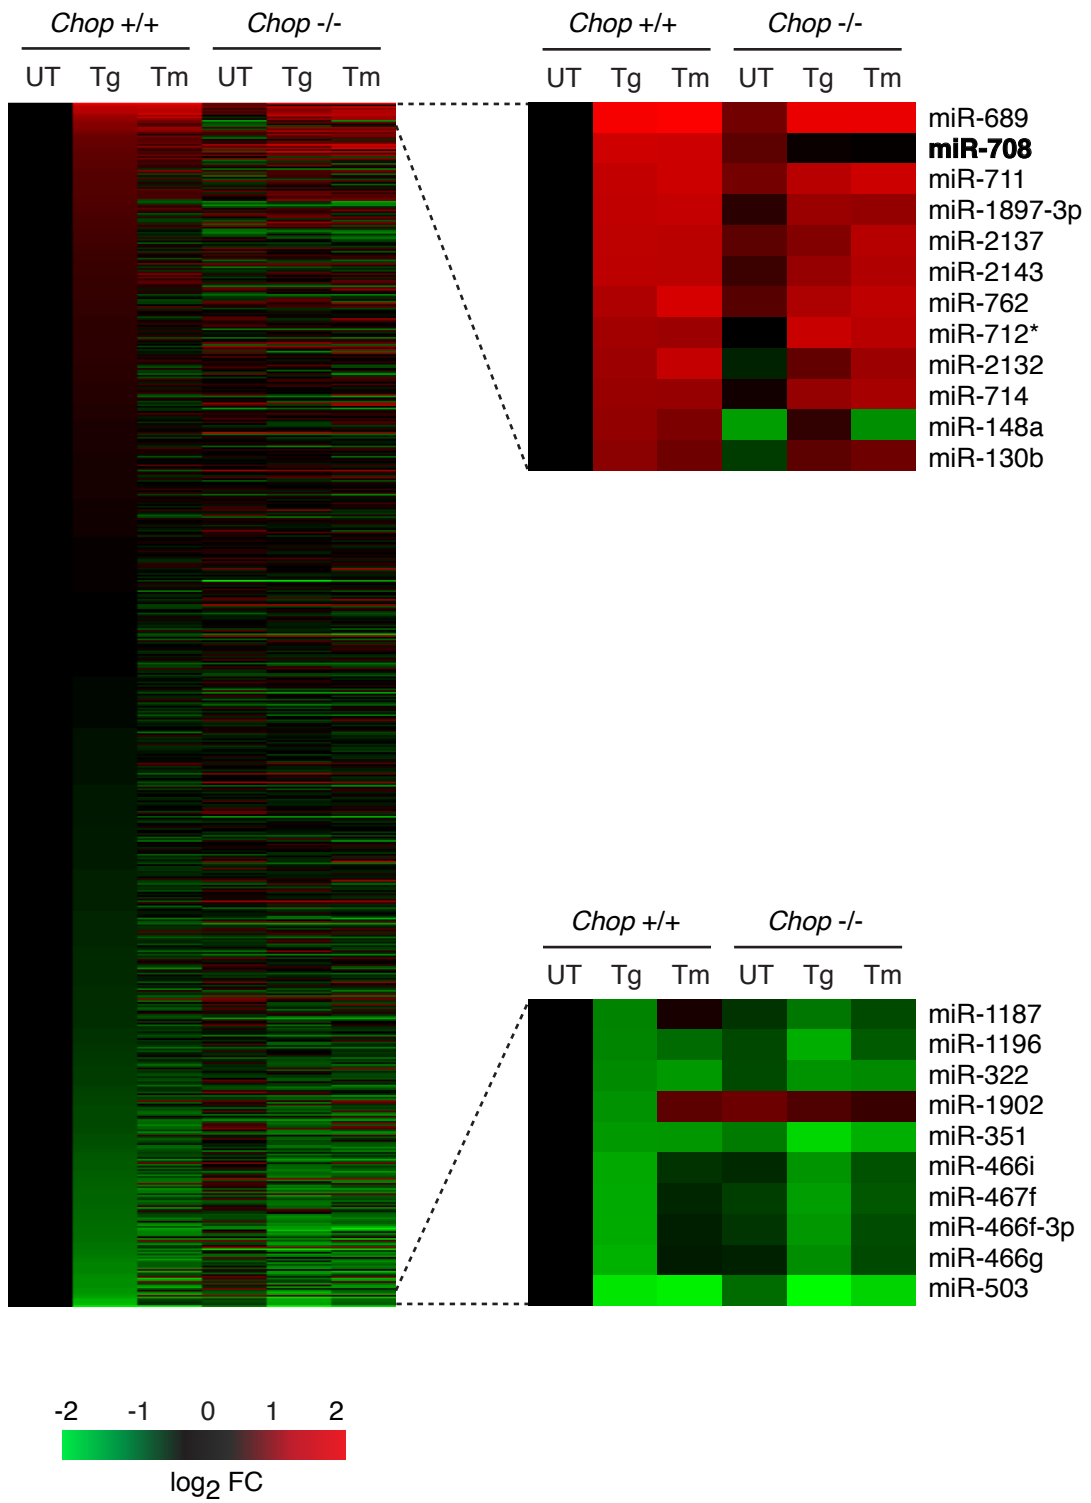 Chop +/+ Chop -/-
UT Tg Tm UT Tg Tm
Chop +/+ Chop -/-
UT Tg Tm UT Tg Tm
miR-689
miR-708
miR-711
miR-1897-3p
miR-2137
miR-2143
miR-762
miR-712*
miR-2132
miR-714
miR-148a
miR-130b
Chop +/+ Chop -/-
UT Tg Tm UT Tg Tm
miR-1187
miR-1196
miR-322
miR-1902
miR-351
miR-466i
miR-467f
miR-466f-3p
miR-466g
miR-503
-2 -1 0 1 2
log2 FC